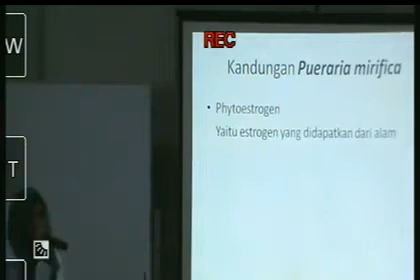 W
REC
Kandungan Pueraria mirifica
• Phytoestrogen
Yaitu estrogen yang didapatkan dari alam
T